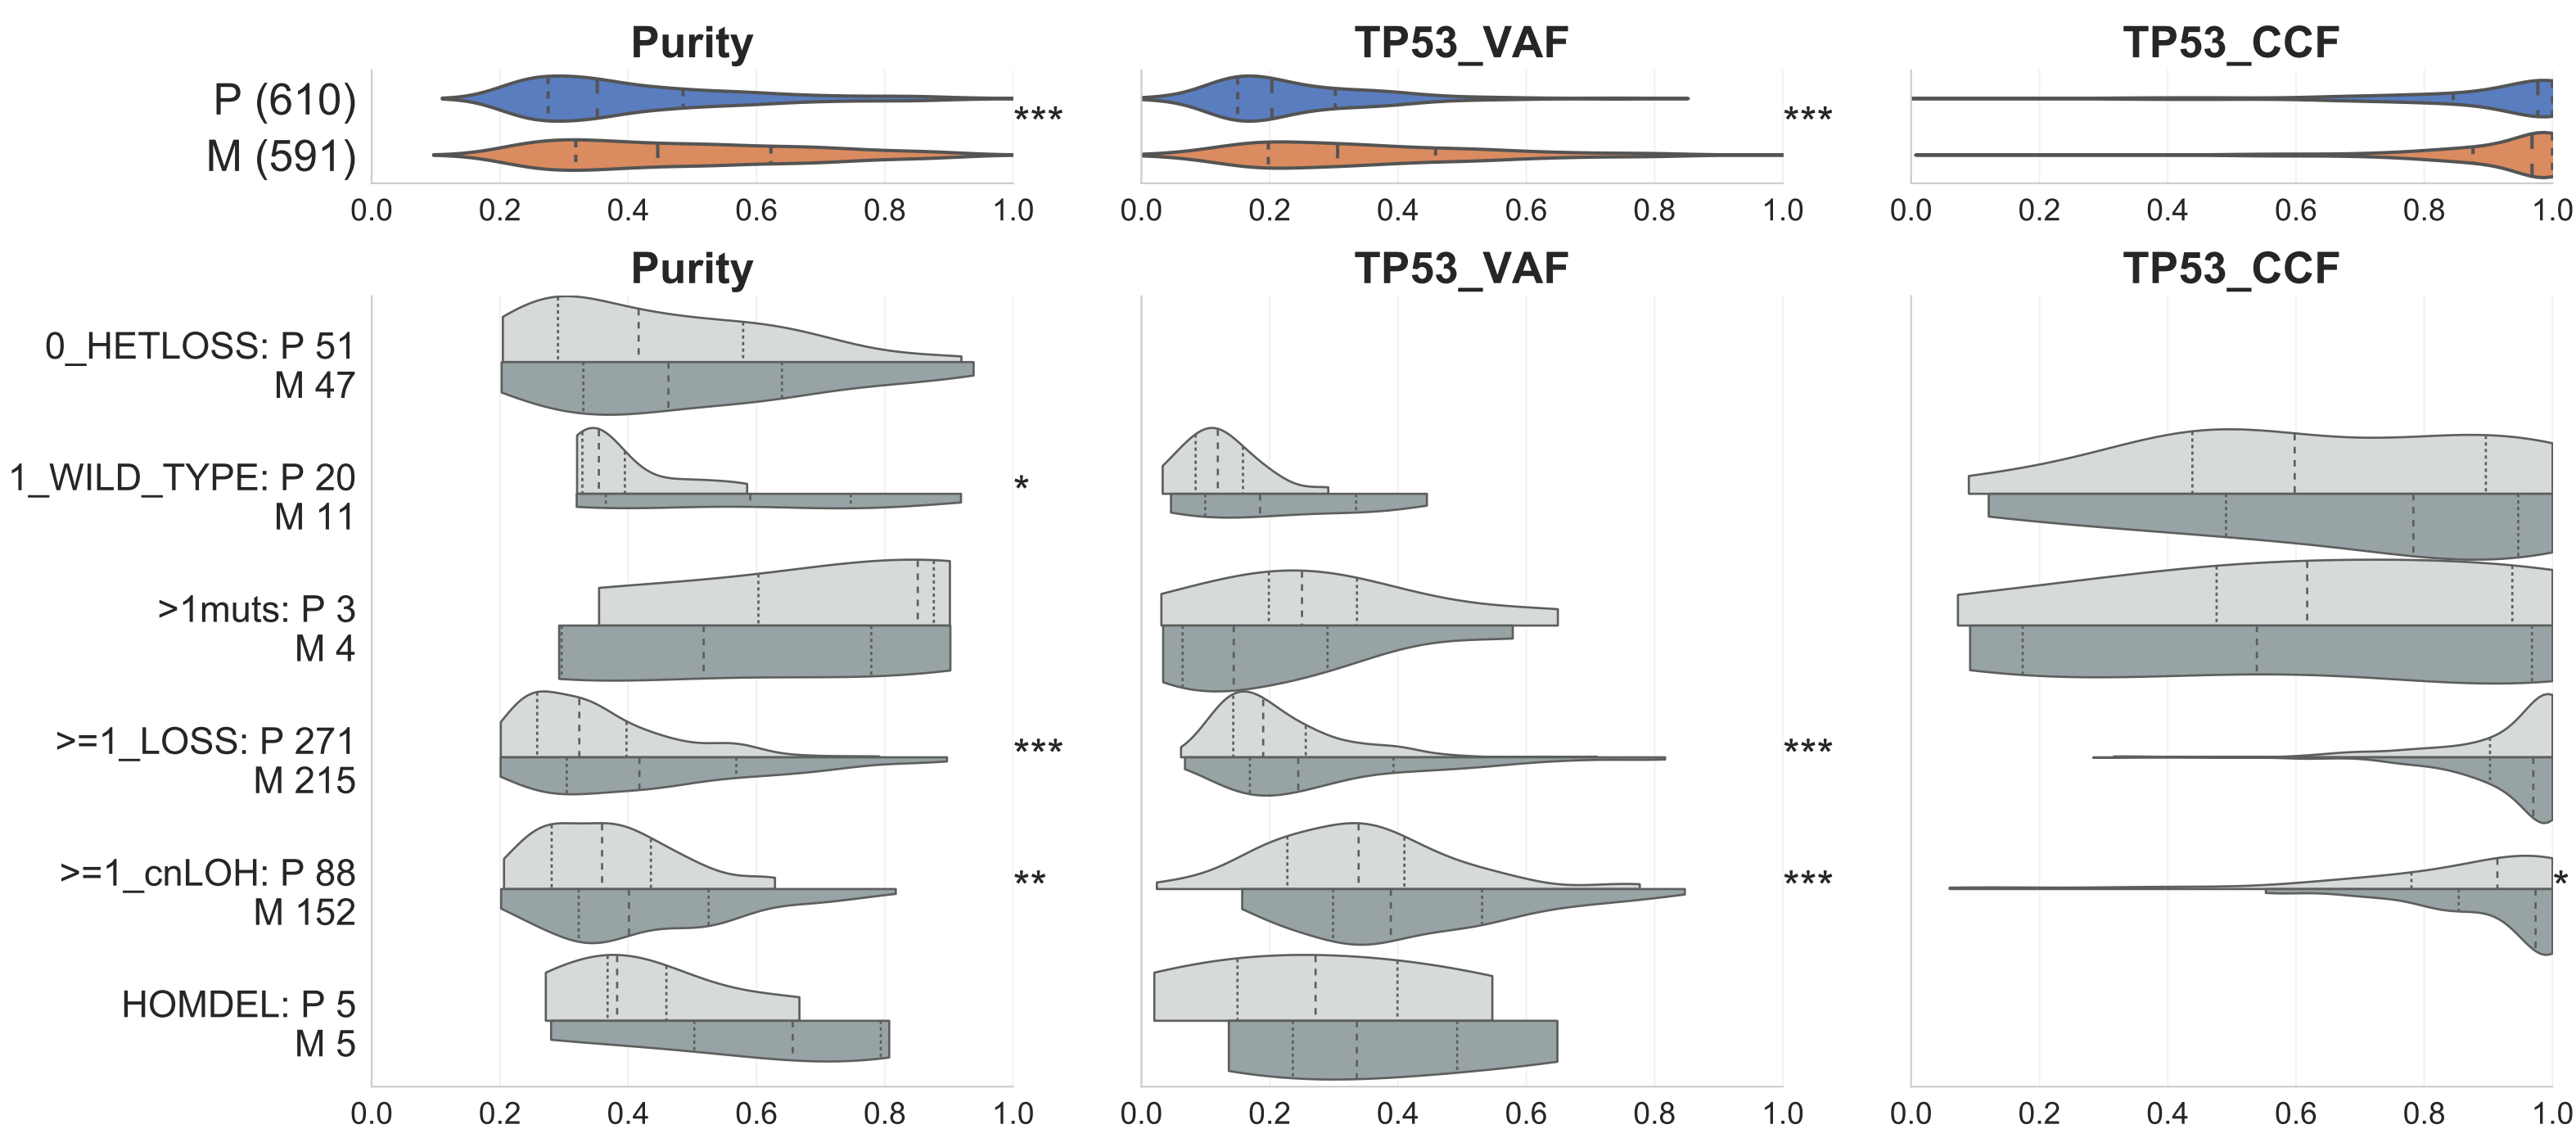 Purity TP53_VAF TP53_CCF
P (610)
*** ***
M (591)
0.0 0.2 0.4 0.6 0.8 1.0 0.0 0.2 0.4 0.6 0.8 1.0 0.0 0.2 0.4 0.6 0.8 1.0
Purity TP53_VAF TP53_CCF
0_HETLOSS: P 51
M 47
1_WILD_TYPE: P 20 *
M 11
>1muts: P 3
M 4
>=1_LOSS: P 271 *** ***
M 215
>=1_cnLOH: P 88 ** *** *
M 152
HOMDEL: P 5
M 5
0.0 0.2 0.4 0.6 0.8 1.0 0.0 0.2 0.4 0.6 0.8 1.0 0.0 0.2 0.4 0.6 0.8 1.0